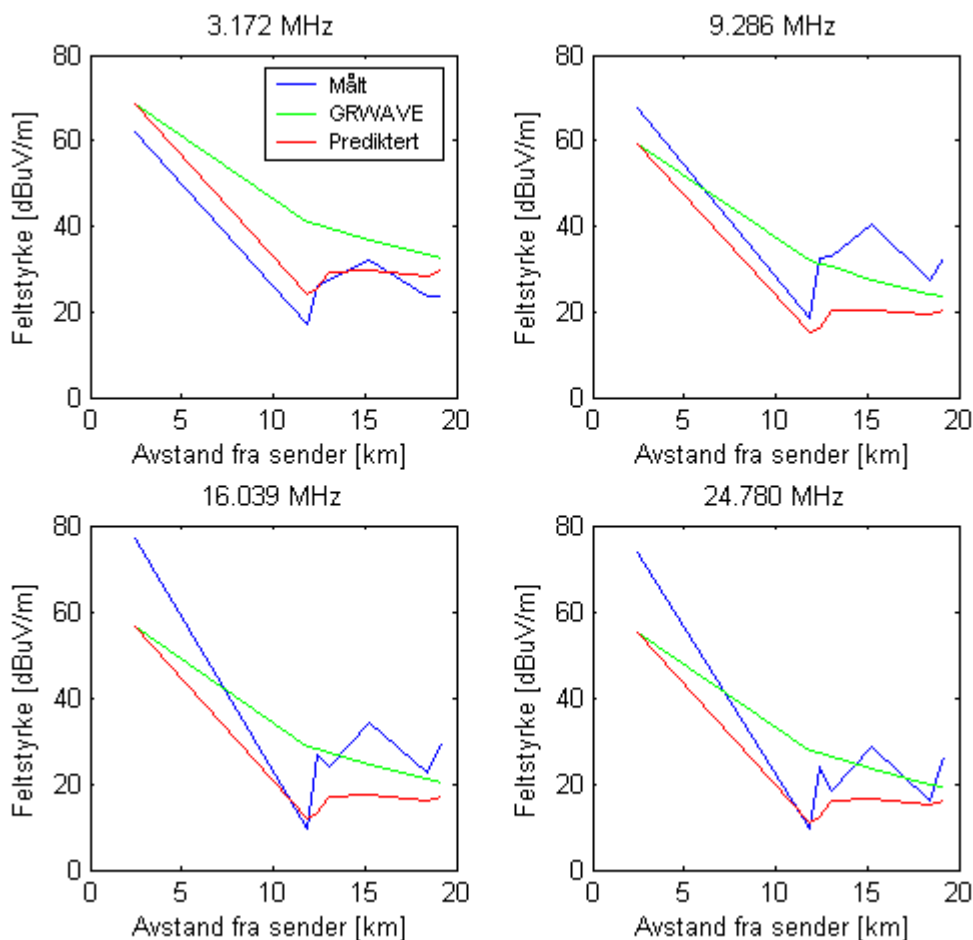 3.172 MHz
80
60
40
20
0
0 5 10 15 20
Feltstyrke [dBuV/m]
Avstand fra sender [km]
Målt
GRWAVE
Prediktert
9.286 MHz
80
60
40
20
0
0 5 10 15 20
Feltstyrke [dBuV/m]
Avstand fra sender [km]
16.039 MHz
80
60
40
20
0
0 5 10 15 20
Feltstyrke [dBuV/m]
Avstand fra sender [km]
24.780 MHz
80
60
40
20
0
0 5 10 15 20
Feltstyrke [dBuV/m]
Avstand fra sender [km]